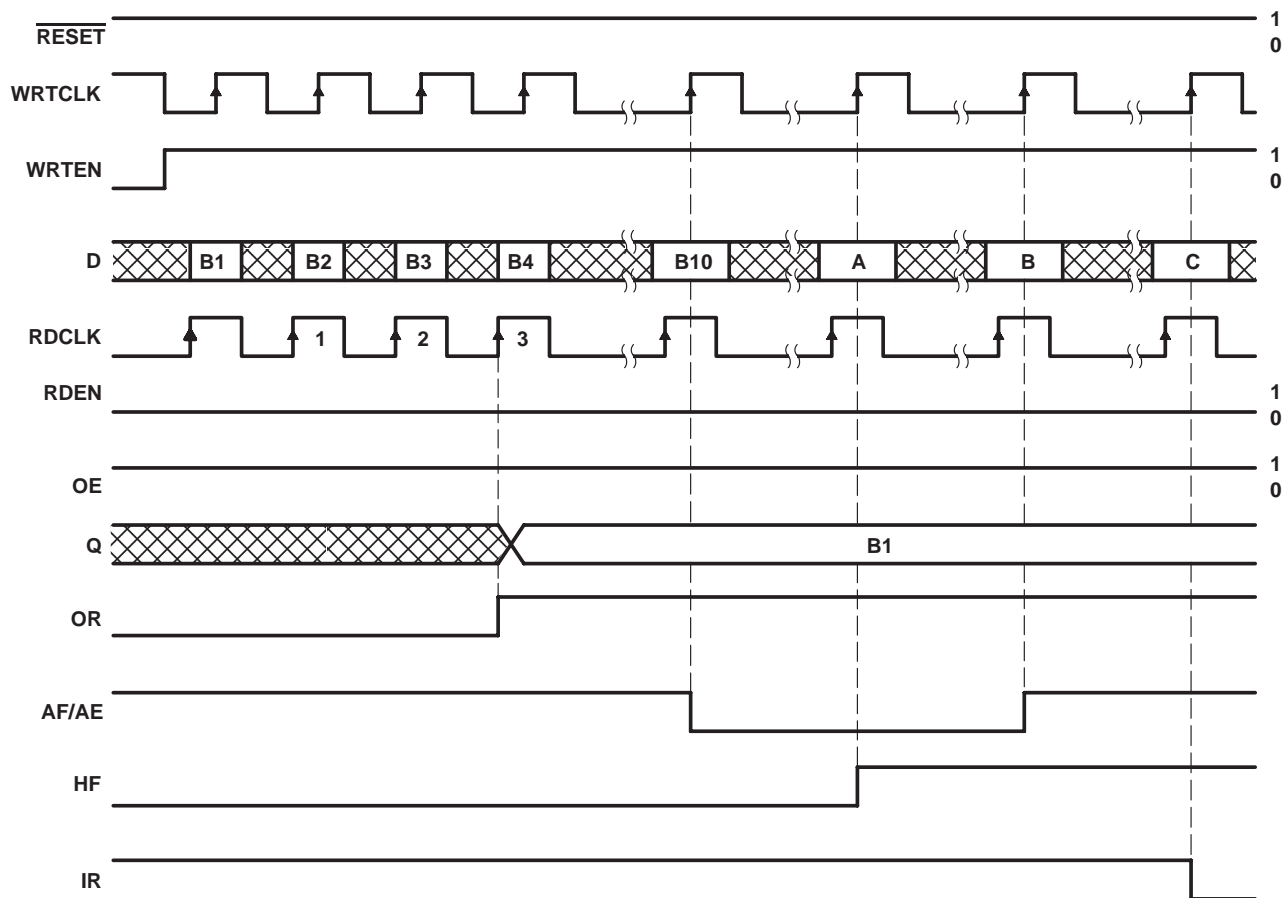 RESET
1
0
WRTCLK
WRTEN
1
0
D
B1
B2
B3
B4
B10
A
B
C
RDCLK
1
2
3
RDEN
1
0
OE
1
0
Q
B1
OR
AF/AE
HF
IR